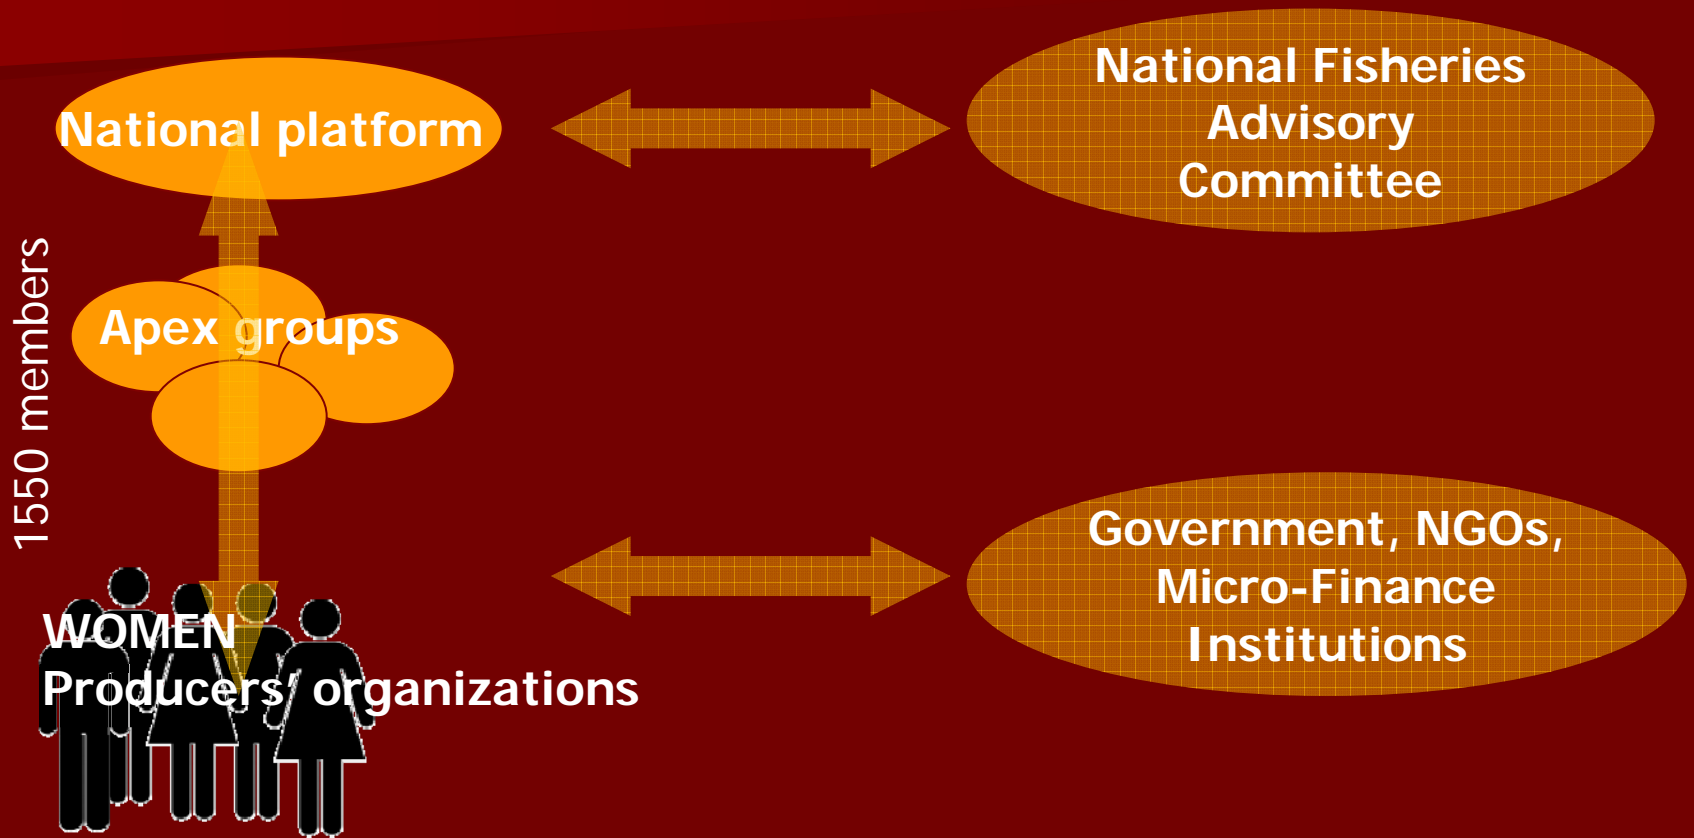 National platform
National Fisheries
Advisory
Committee
1550 members
Apex groups
WOMEN
Producers' organizations
Government, NGOs,
Micro-Finance
Institutions